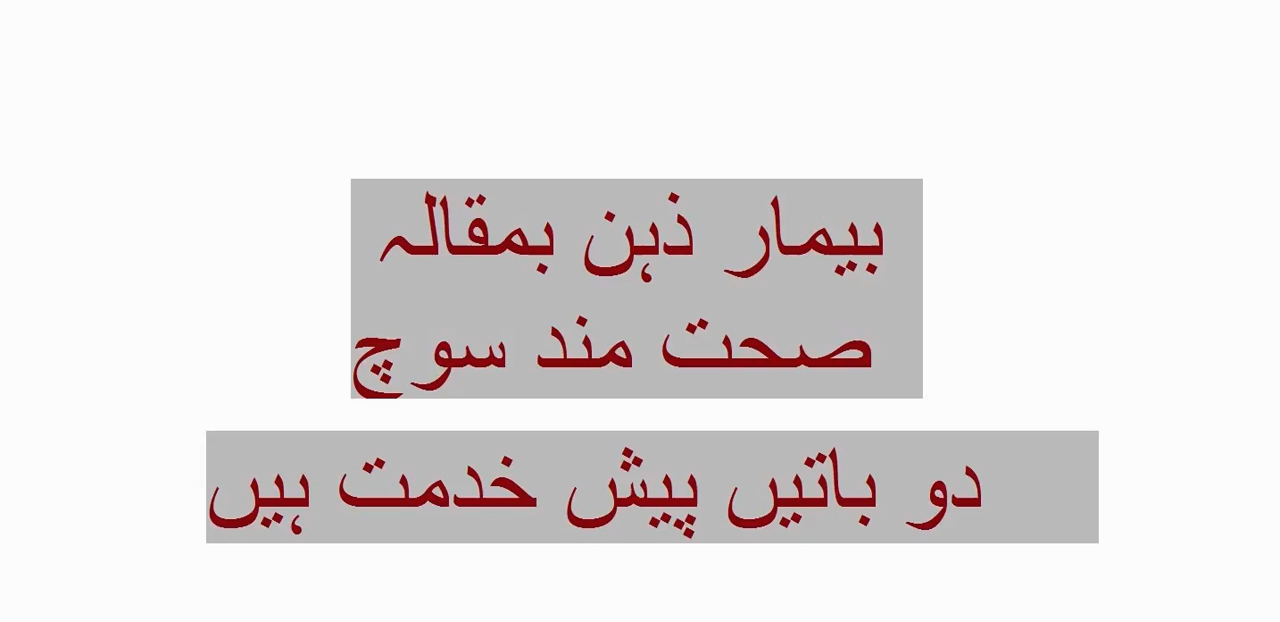 بیمار ذہن بمقالہ
صحت مند سوچ
دو باتیں پیش خدمت ہیں